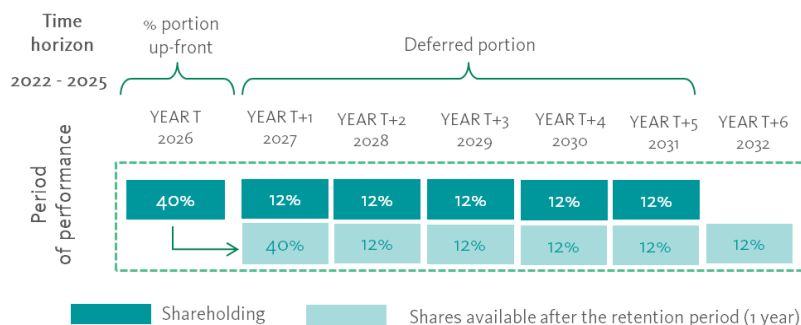 Time
horizon
2022 - 2025
% portion
up-front
Deferred portion
YEAR T
2026
YEAR T+1
2027
YEAR T+2
2028
YEAR T+3
2029
YEAR T+4
2030
YEAR T+5
2031
YEAR T+6
2032
Period
of performance
40% 12% 12% 12% 12% 12%
40% 12% 12% 12% 12% 12%
Shareholding
Shares available after the retention period (1 year)